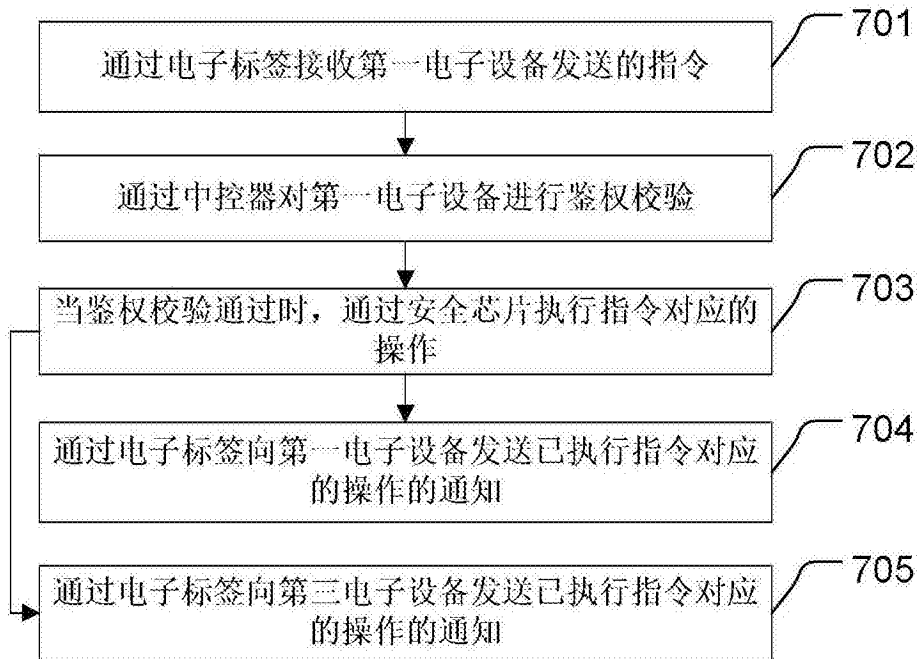 通过电子标签接收第一电子设备发送的指令
701
通过中控器对第一电子设备进行鉴权校验
702
当鉴权校验通过时，通过安全芯片执行指令对应的
操作
703
通过电子标签向第一电子设备发送已执行指令对应
的操作的通知
704
通过电子标签向第三电子设备发送已执行指令对应
的操作的通知
705